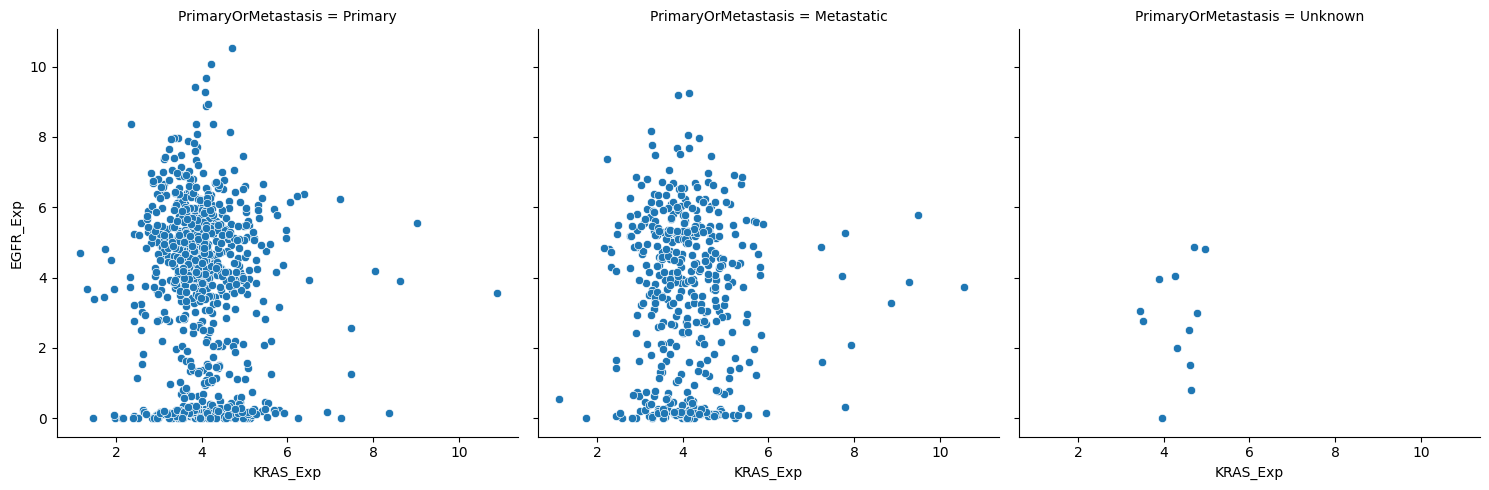 PrimaryOrMetastasis = Primary
PrimaryOrMetastasis = Metastatic
PrimaryOrMetastasis = Unknown
EGFR_Exp
10
8
6
4
2
0
2 4 6 8 10
2 4 6 8 10
2 4 6 8 10
KRAS_Exp
KRAS_Exp
KRAS_Exp